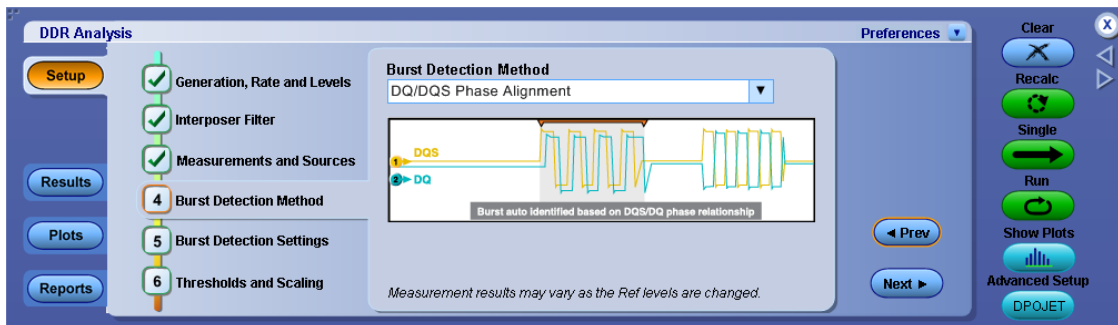 DDR Analysis
Preferences
Clear
X
Setup
Generation, Rate and Levels
Burst Detection Method
DQ/DQS Phase Alignment
Recalc
Interposer Filter
Single
1 DQS
2 DQ
Measurements and Sources
Results
Run
4 Burst Detection Method
Burst auto identified based on DQS/DQ phase relationship
Plots
5 Burst Detection Settings
◄ Prev
Show Plots
Reports
6 Thresholds and Scaling
Measurement results may vary as the Ref levels are changed.
Next ►
Advanced Setup
DPOJET